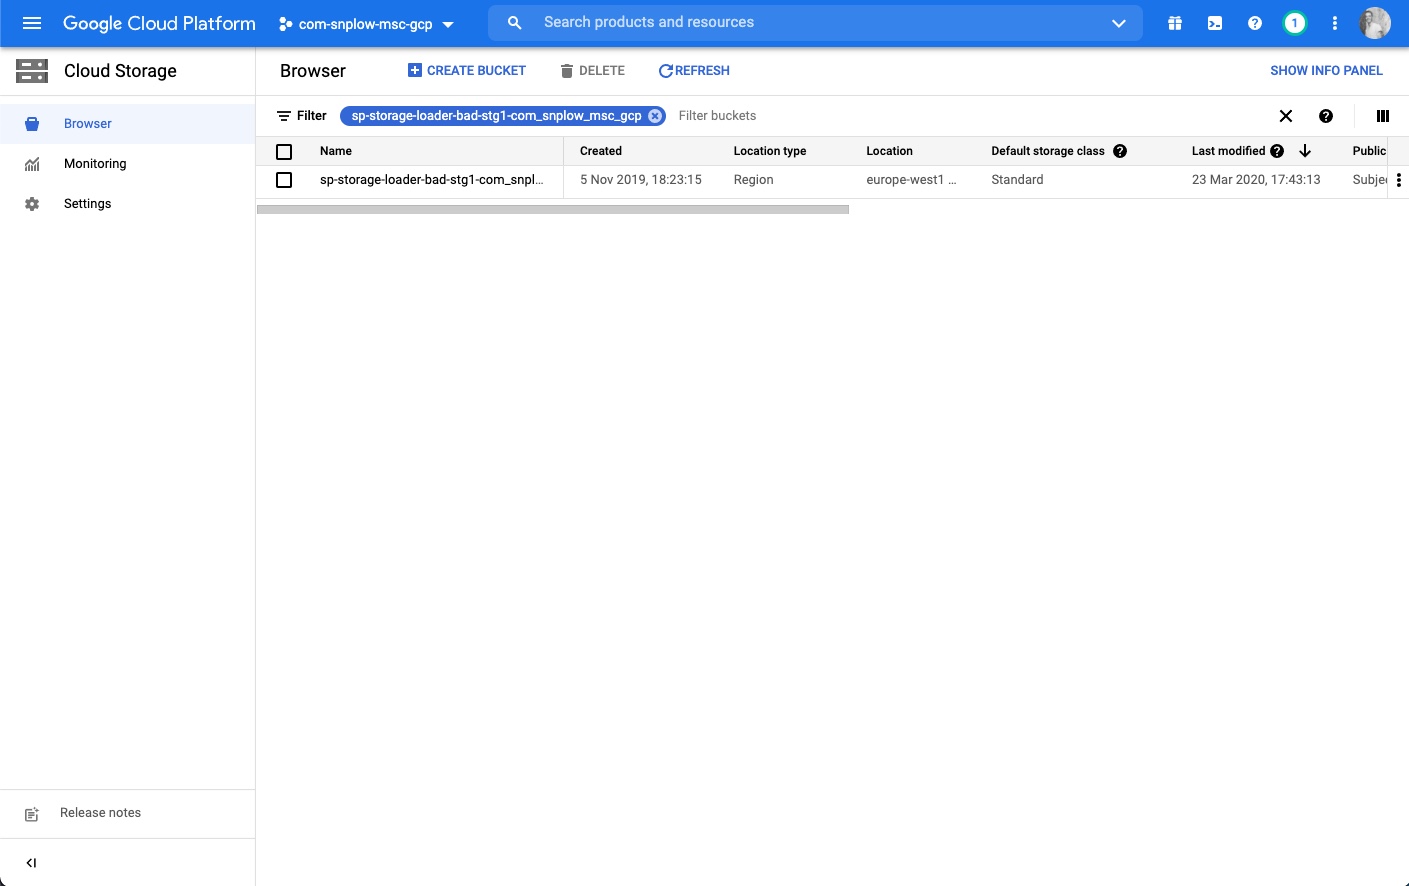 Google Cloud Platform
com-snplow-msc-gcp
Search products and resources
1
Cloud Storage
Browser
CREATE BUCKET
DELETE
REFRESH
SHOW INFO PANEL
Browser
Monitoring
Settings
Filter
sp-storage-loader-bad-stg1-com_snplow_msc_gcp
Filter buckets
Name Created Location type Location Default storage class Last modified Public
sp-storage-loader-bad-stg1-com_snpl... 5 Nov 2019, 18:23:15 Region europe-west1 ... Standard 23 Mar 2020, 17:43:13 Subje
Release notes